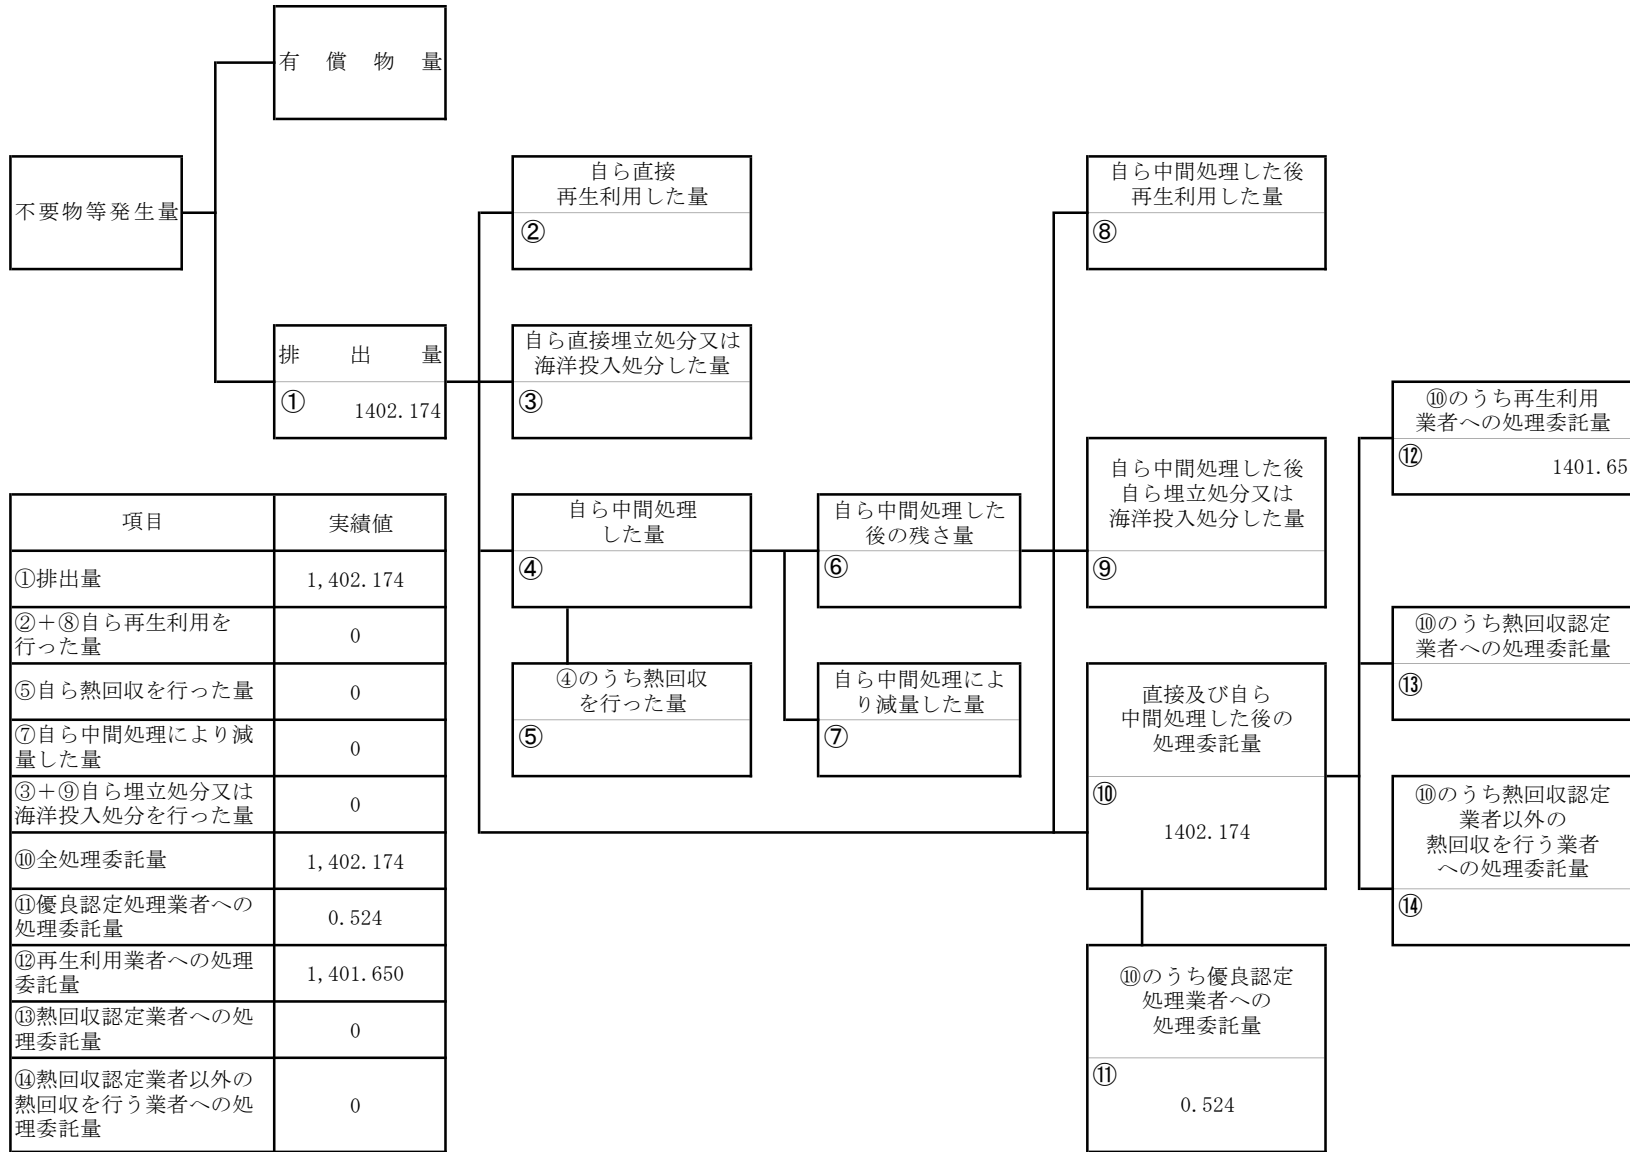 有償物量
不要物等発生量
排出量
①
1402.174
自ら直接
再生利用した量
②
自ら直接埋立処分又は
海洋投入処分した量
③
自ら中間処理
した量
④
④のうち熱回収
を行った量
⑤
自ら中間処理した
後の残さ量
⑥
自ら中間処理によ
り減量した量
⑦
自ら中間処理した後
再生利用した量
⑧
自ら中間処理した後
自ら埋立処分又は
海洋投入処分した量
⑨
直接及び自ら
中間処理した後の
処理委託量
⑩
1402.174
⑩のうち優良認定
処理業者への
処理委託量
⑪
0.524
⑩のうち再生利用
業者への処理委託量
⑫
1401.65
⑩のうち熱回収認定
業者への処理委託量
⑬
⑩のうち熱回収認定
業者以外の
熱回収を行う業者
への処理委託量
⑭
項目 実績値
①排出量 1,402.174
②+⑧自ら再生利用を
行った量 0
⑤自ら熱回収を行った量 0
⑦自ら中間処理により減
量した量 0
③+⑨自ら埋立処分又は
海洋投入処分を行った量 0
⑩全処理委託量 1,402.174
⑪優良認定処理業者への
処理委託量 0.524
⑫再生利用業者への処理
委託量 1,401.650
⑬熱回収認定業者への処
理委託量 0
⑭熱回収認定業者以外の
熱回収を行う業者への処
理委託量 0